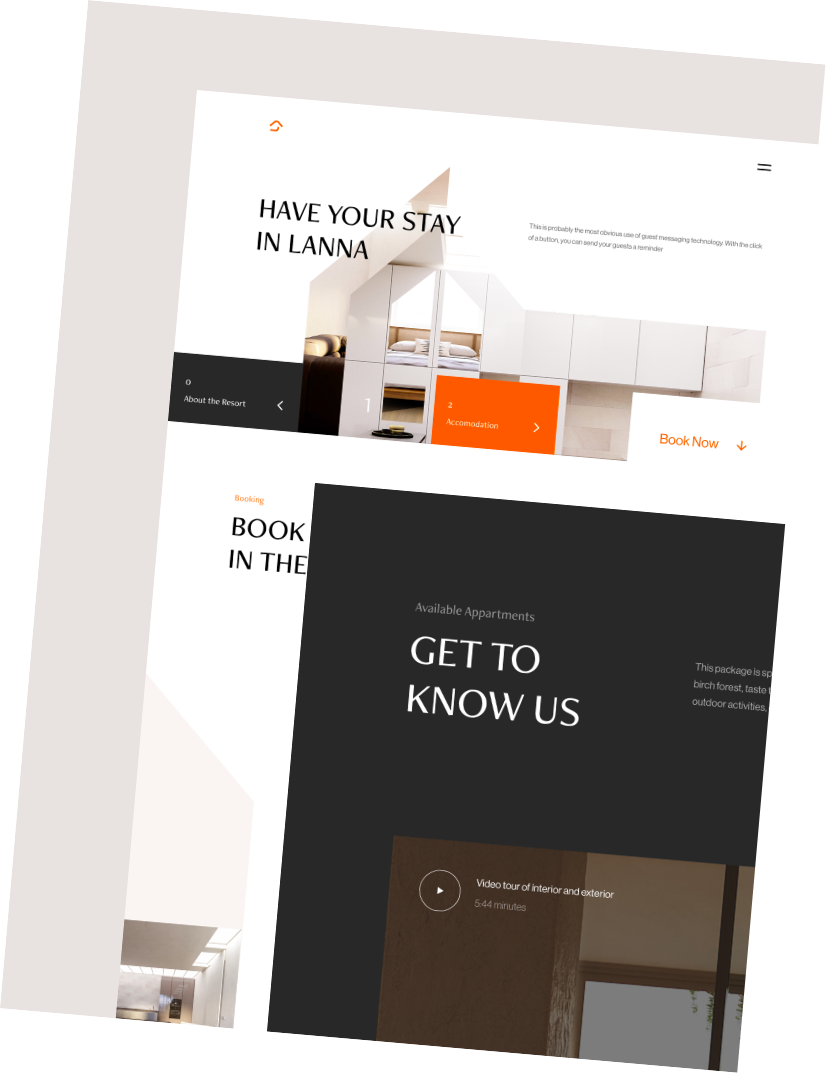 HAVE YOUR STAY
IN LANNA
This is probably the most obvious use of guest messaging technology. With the click
of a button, you can send your guests a reminder
0
About the Resort
1
2
Accomodation
Book Now
Booking
BOOK
IN THE
Available Appartments
GET TO
KNOW US
This package is sp
birch forest, taste t
outdoor activities,
Video tour of interior and exterior
5:44 minutes